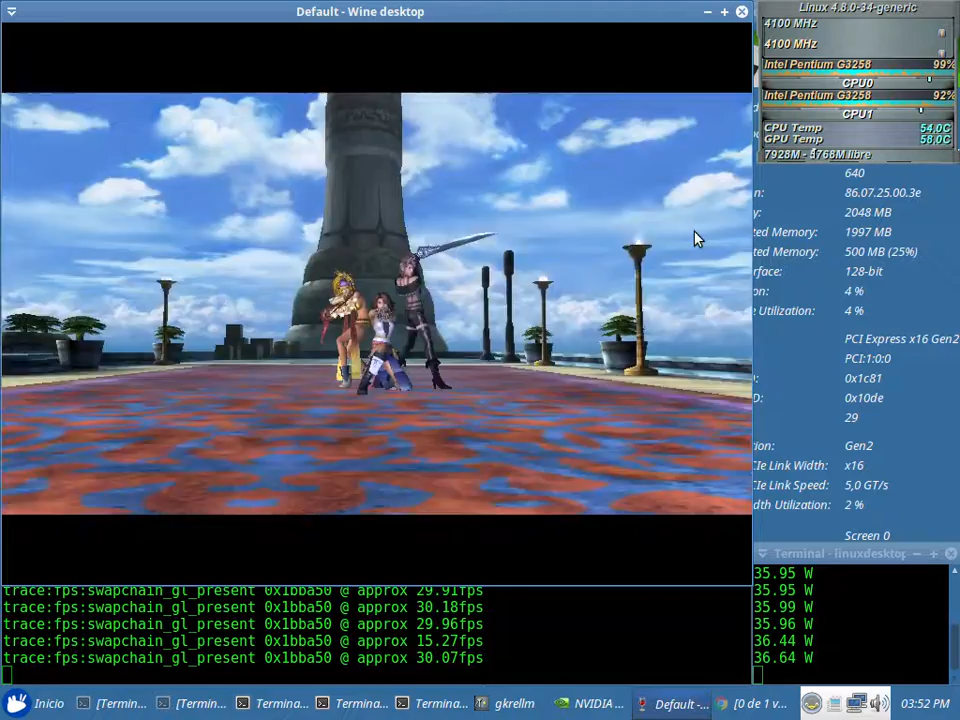 Default - Wine desktop
Linux 4.8.0-34-generic
4100 MHz
4100 MHz
Intel Pentium G3258 99%
CPU0
Intel Pentium G3258 92%
CPU1
CPU Temp 54,0C
GPU Temp 58,0C
7928M - 5768M libre
640
n: 86.07.25.00.3e
y: 2048 MB
ted Memory: 1997 MB
ted Memory: 500 MB (25%)
rface: 128-bit
on: 4 %
e Utilization: 4 %
PCI Express x16 Gen2
PCI:1:0:0
): 0x1c81
D: 0x10de
29
ion: Gen2
CIe Link Width: x16
CIe Link Speed: 5,0 GT/s
dth Utilization: 2 %
Screen 0
Terminal - linuxdesktop
trace:fps:swapchain_gl_present 0x1bba50 @ approx 29.91fps
trace:fps:swapchain_gl_present 0x1bba50 @ approx 30.18fps
trace:fps:swapchain_gl_present 0x1bba50 @ approx 29.96fps
trace:fps:swapchain_gl_present 0x1bba50 @ approx 15.27fps
trace:fps:swapchain_gl_present 0x1bba50 @ approx 30.07fps
35.95 W
35.95 W
35.99 W
35.96 W
36.44 W
36.64 W
Inicio [Termin... [Termin... Termina... Termina... Termina... gkrellm NVIDIA ... Default -... [0 de 1 v... 03:52 PM